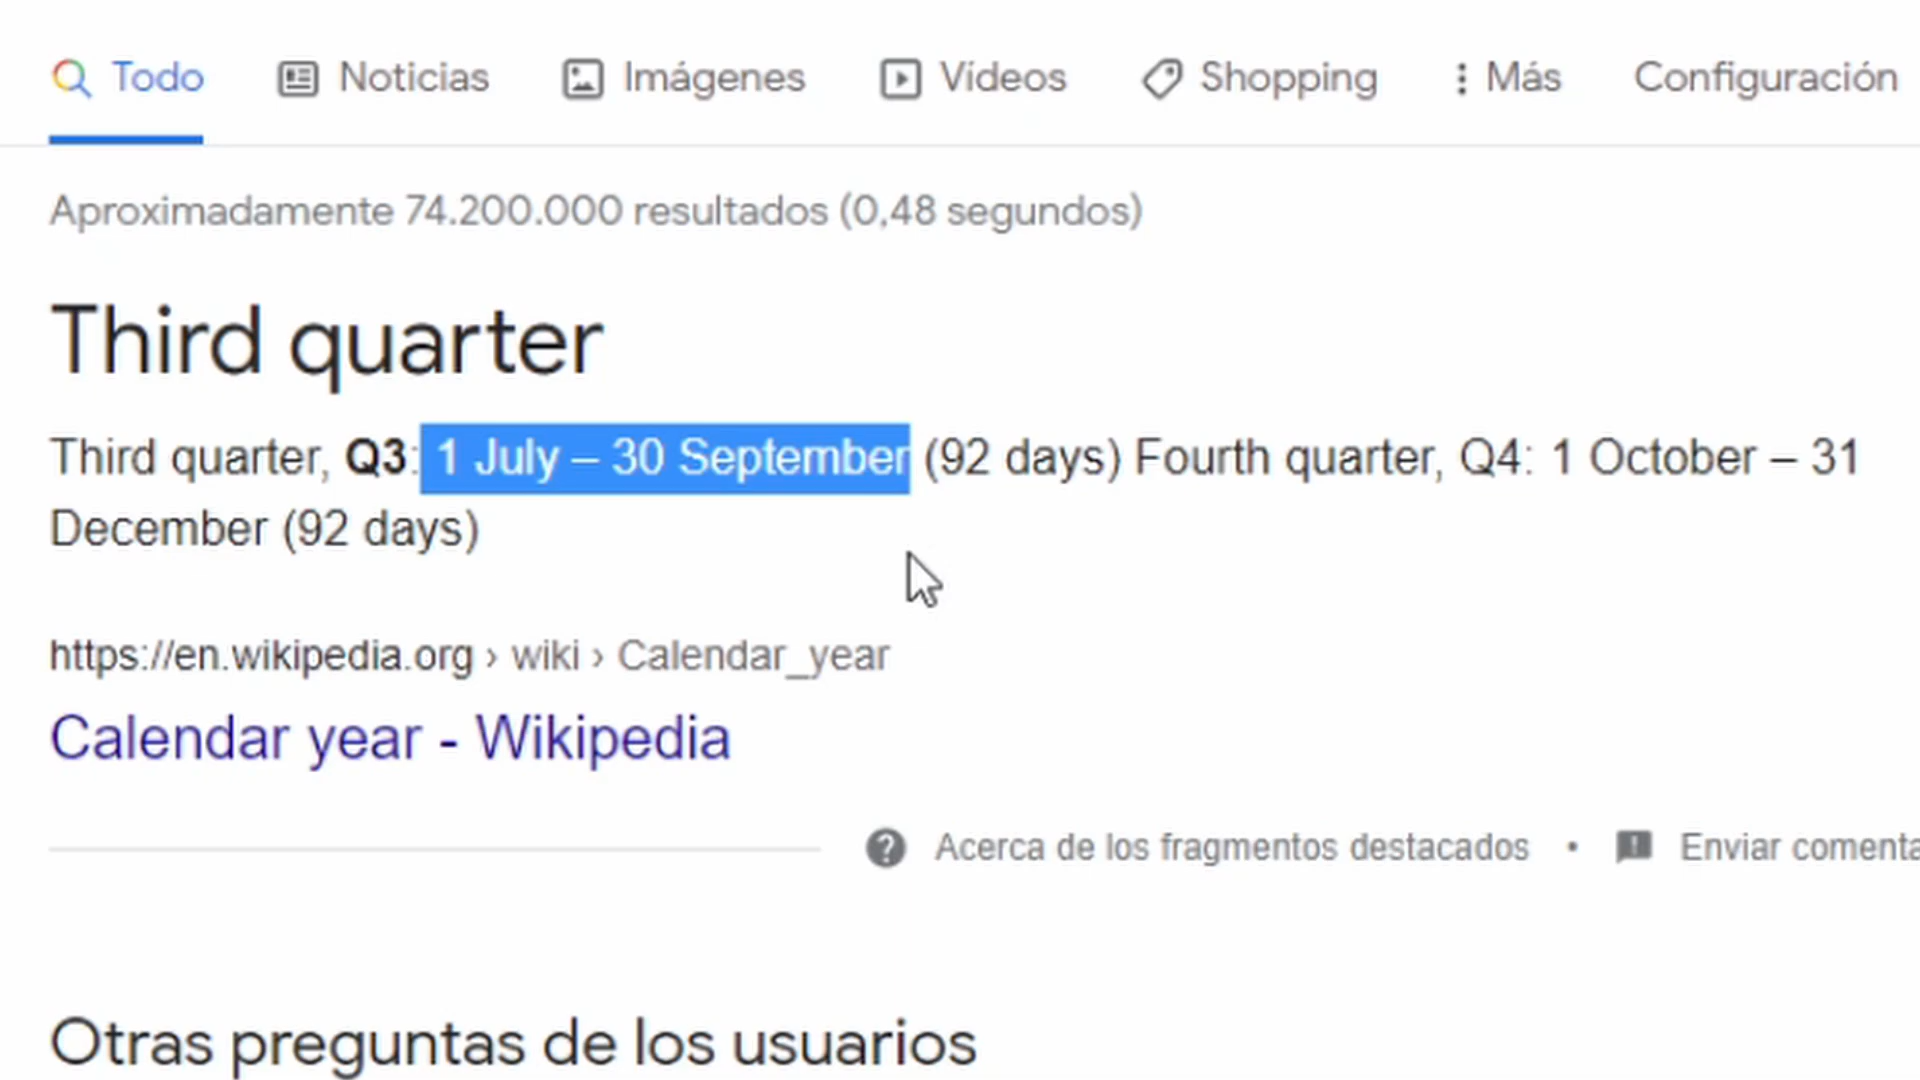 Todo Noticias Imágenes Vídeos Shopping Más Configuración
Aproximadamente 74.200.000 resultados (0,48 segundos)
Third quarter
Third quarter, Q3: 1 July – 30 September (92 days) Fourth quarter, Q4: 1 October – 31
December (92 days)
https://en.wikipedia.org › wiki › Calendar_year
Calendar year - Wikipedia
Acerca de los fragmentos destacados • Enviar
Otras preguntas de los usuarios